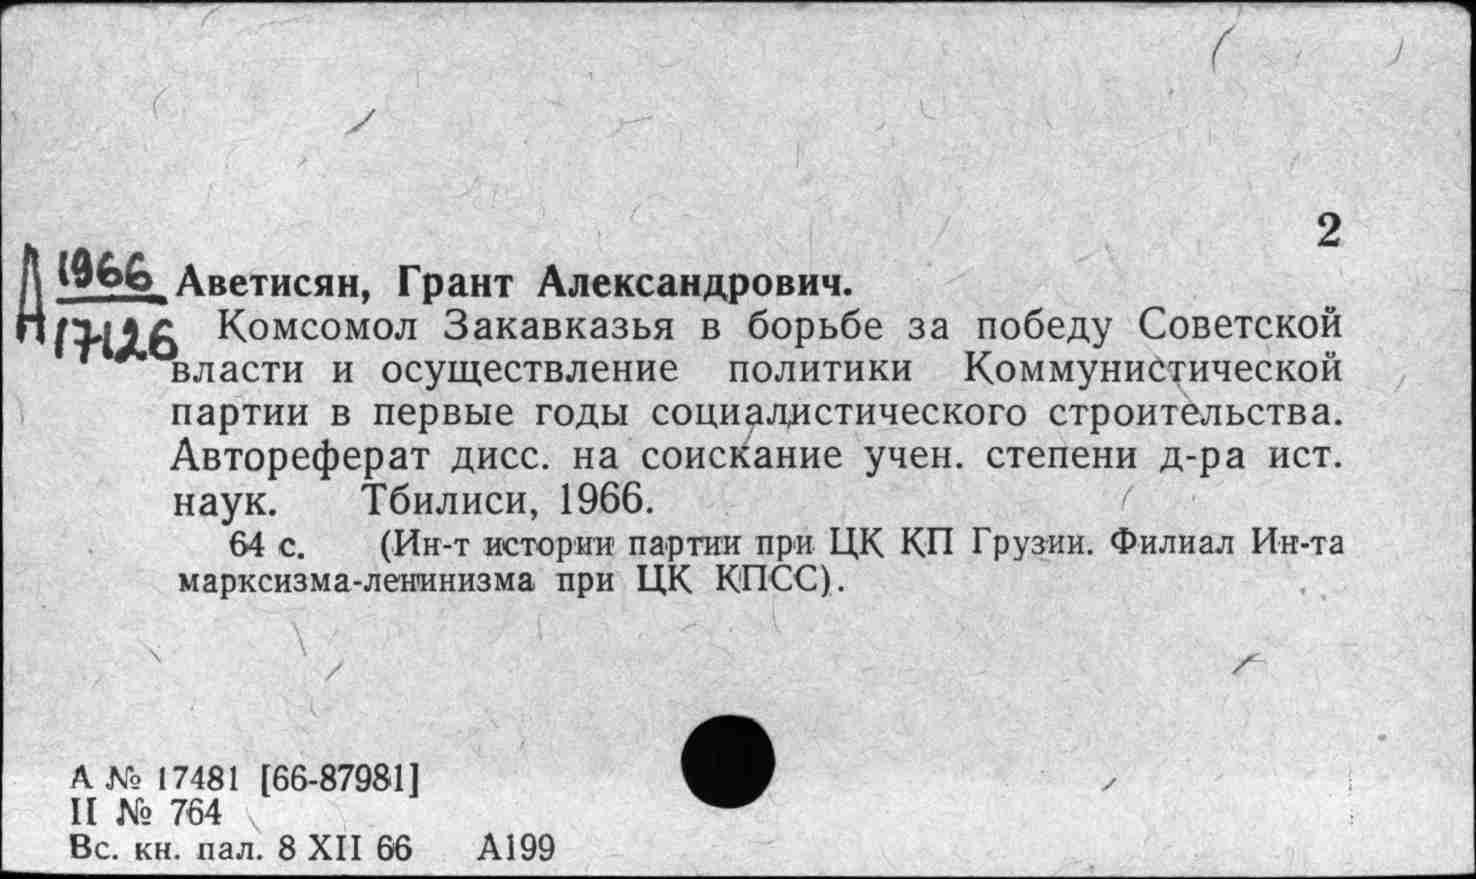 2
А 1966
17426
Аветисян, Грант Александрович.
Комсомол Закавказья в борьбе за победу Советской
власти и осуществление политики Коммунистической
партии в первые годы социалистического строительства.
Автореферат дисс. на соискание учен. степени д-ра ист.
наук. Тбилиси, 1966.
64 с. (Ин-т истории партии при ЦК КП Грузии. Филиал Ин-та
марксизма-ленинизма при ЦК КПСС).
А № 17481 [66-87981]
II № 764
Вс. кн. пал. 8 XII 66 А199